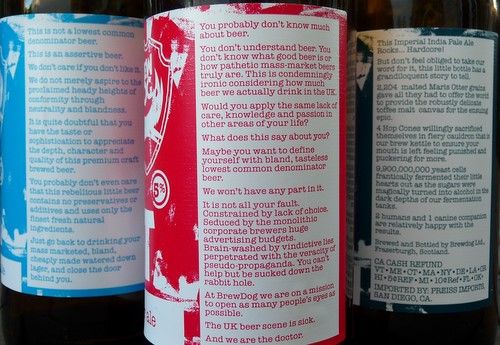 This is not a lowest common
denominator beer.
This is an assertive beer.
We don't care if you don't like it.
We do not merely aspire to the
proclaimed heady heights of
conformity through
neutrality and blandness.
It is quite doubtful that you
have the taste or
sophistication to appreciate
the depth, character and
quality of this premium craft
brewed beer.
You probably don't even care
that this rebellious little beer
contains no preservatives or
additives and uses only the
finest fresh natural
ingredients.
Just go back to drinking your
mass marketed, bland,
cheaply made watered down
lager, and close the door
behind you.
You probably don't know much
about beer.
You don't understand beer. You
don't know what good beer is or
how pathetic mass-market beers
truly are. This is condemningly
ironic considering how much
beer we actually drink in the UK.
Would you apply the same lack of
care, knowledge and passion in
other areas of your life?
What does this say about you?
Maybe you want to define
yourself with bland, tasteless
lowest common denominator
beer.
We won't have any part in it.
It is not all your fault.
Constrained by lack of choice.
Seduced by the monolithic
corporate brewers huge
advertising budgets.
Brain-washed by vindictive lies
perpetrated with the veracity of
pseudo-propaganda. You can't
help but be sucked down the
rabbit hole.
At BrewDog we are on a mission
to open as many people's eyes as
possible.
The UK beer scene is sick.
And we are the doctor.
6%
ale
This Imperial India Pale Ale
Rocks... Hardcore!
But don't feel obliged to take our
word for it, this little bottle has a
grandiloquent story to tell.
2,204 malted Maris Otter grains
gave all they had to offer the world
to provide the robustly delicate
toffee malt canvas for the ensuing
epic.
4 Hop Cones willingly sacrificed
themselves in fiery cauldron that is
our brew kettle to ensure your
mouth is left feeling punished and
puckering for more.
9,900,000,000 yeast cells
frantically fermented their little
hearts out as the sugars were
magically turned into alcohol in the
dark depths of our fermentation
tanks.
2 humans and 1 canine companion
are relatively happy with the
results.
Brewed and Bottled by Brewdog Ltd.,
Fraserburgh, Scotland.
CA CASH REFUND
VT • ME • CT • MA • NY • DE • LA • OR
HI • 5¢REF • MI • 10¢Ref • FL • OK •
IMPORTED BY: PREISS IMPORTS.
SAN DIEGO, CA.